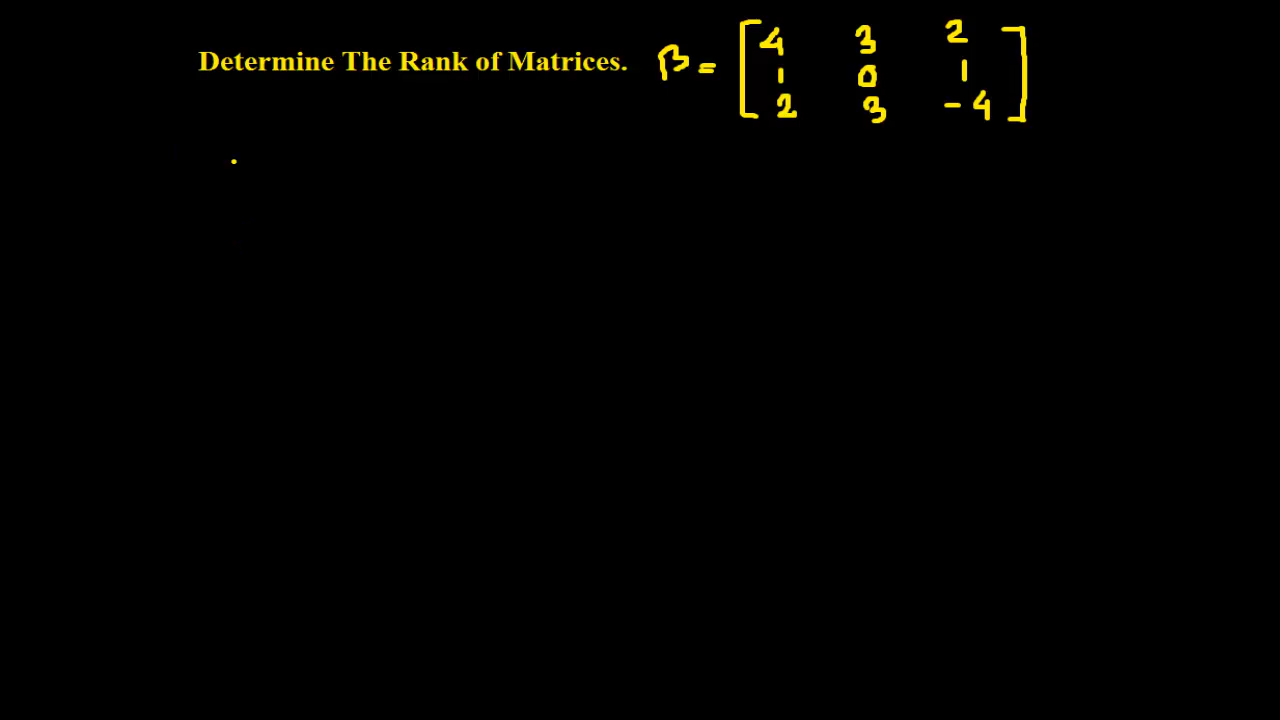 Determine The Rank of Matrices. B = [ 4 3 2
1 0 1
2 3 -4 ]